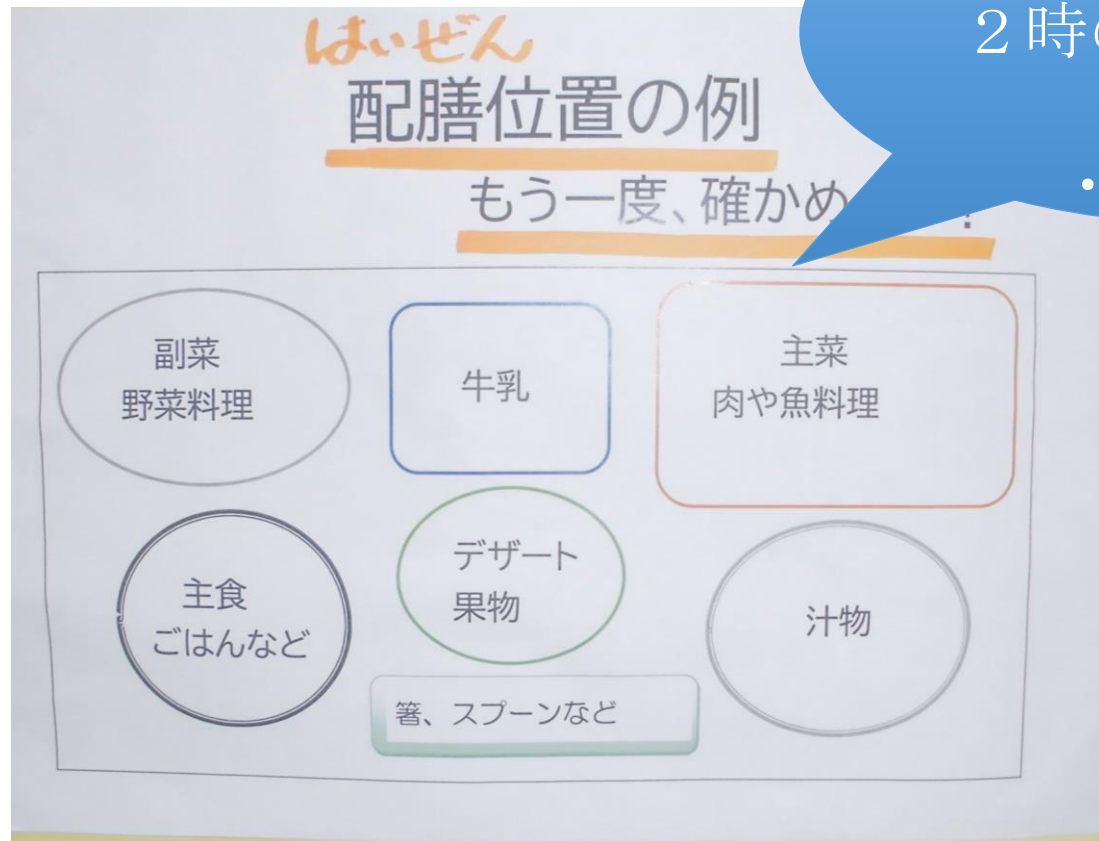 はいぜん
配膳位置の例
もう一度、確かめ
2時の
副菜
野菜料理
牛乳
主菜
肉や魚料理
主食
ごはんなど
デザート
果物
汁物
箸、スプーンなど